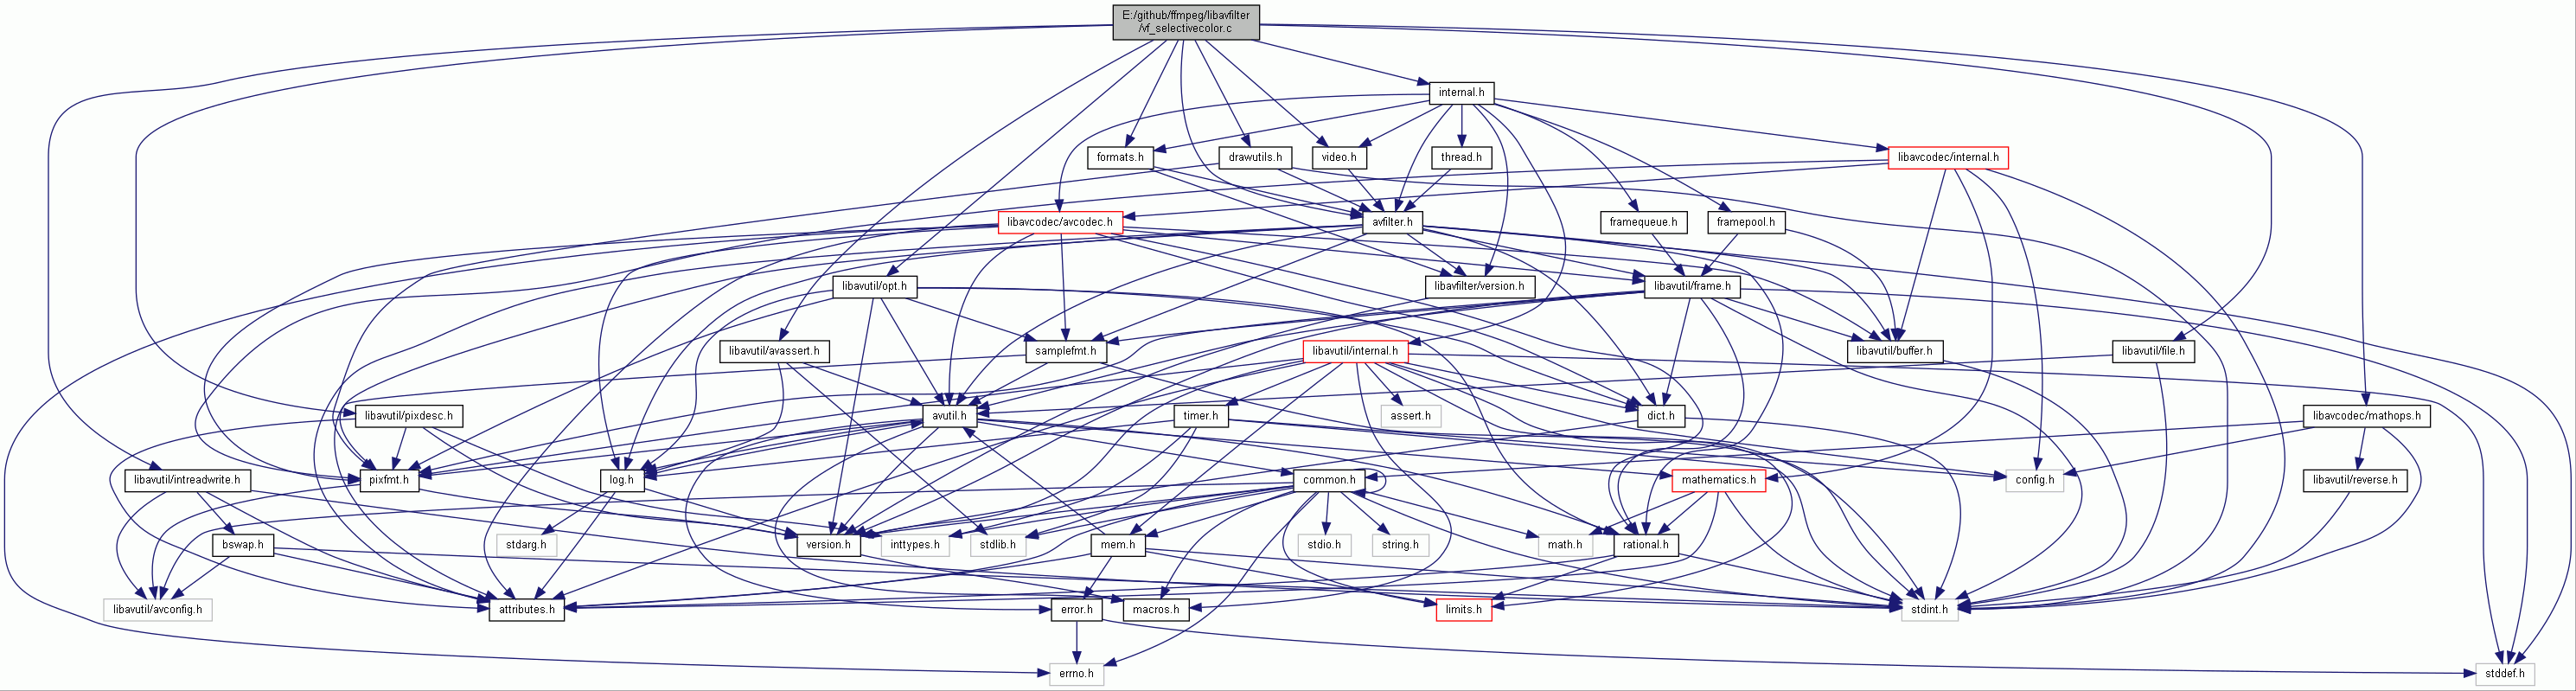 E:/github/ffmpeg/libavfilter
/vf_selectivecolor.c
internal.h
formats.h
drawutils.h
video.h
thread.h
libavcodec/internal.h
libavcodec/avcodec.h
avfilter.h
framequeue.h
framepool.h
libavutil/opt.h
libavfilter/version.h
libavutil/frame.h
libavutil/avassert.h
samplefmt.h
libavutil/internal.h
libavutil/buffer.h
libavutil/file.h
libavutil/pixdesc.h
avutil.h
timer.h
assert.h
dict.h
libavcodec/mathops.h
libavutil/intreadwrite.h
pixfmt.h
log.h
common.h
mathematics.h
config.h
libavutil/reverse.h
bswap.h
stdarg.h
version.h
inttypes.h
stdlib.h
mem.h
stdio.h
string.h
math.h
rational.h
libavutil/avconfig.h
attributes.h
error.h
macros.h
limits.h
stdint.h
errno.h
stddef.h